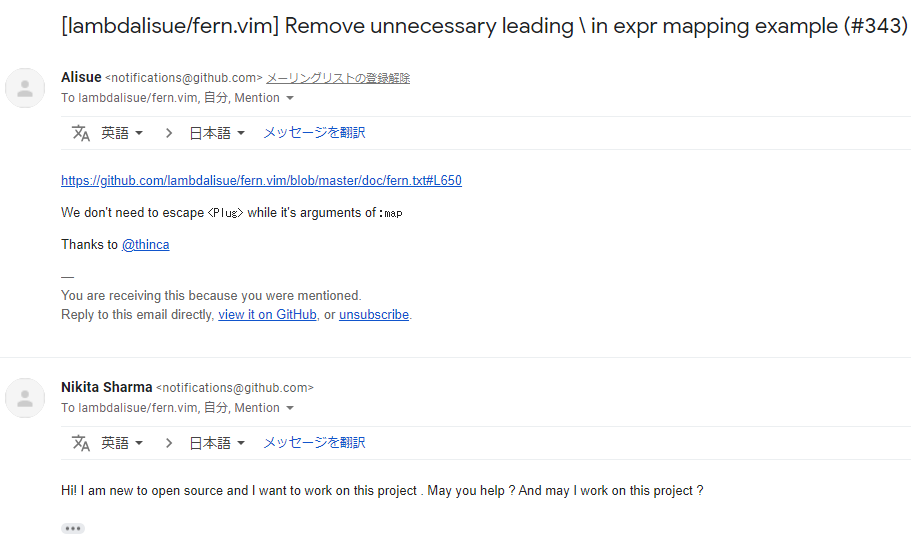 [lambdalisue/fern.vim] Remove unnecessary leading \ in expr mapping example (#343)
Alisue <notifications@github.com> メーリングリストの登録解除
To lambdalisue/fern.vim, 自分, Mention
英語 > 日本語 メッセージを翻訳
https://github.com/lambdalisue/fern.vim/blob/master/doc/fern.txt#L650
We don't need to escape <Plug> while it's arguments of :map
Thanks to @thinca
—
You are receiving this because you were mentioned.
Reply to this email directly, view it on GitHub, or unsubscribe.
Nikita Sharma <notifications@github.com>
To lambdalisue/fern.vim, 自分, Mention
英語 > 日本語 メッセージを翻訳
Hi! I am new to open source and I want to work on this project . May you help ? And may I work on this project ?